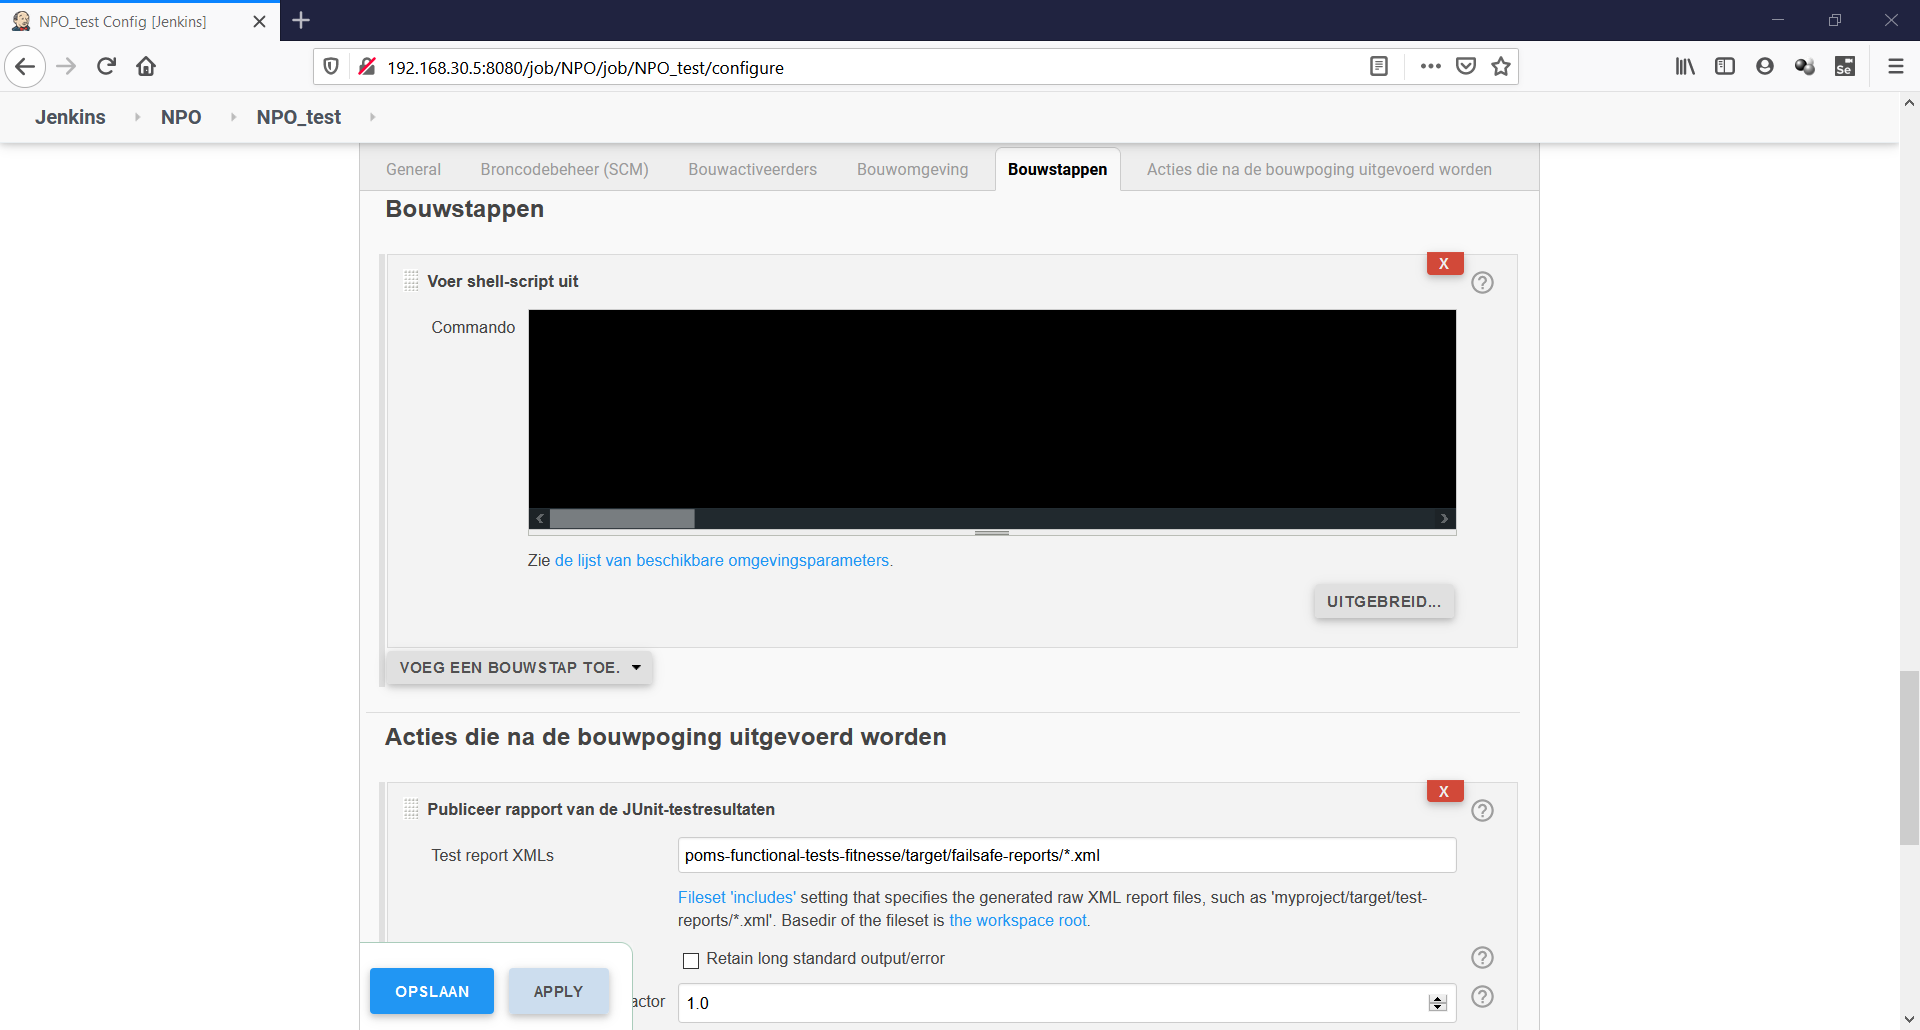 NPO_test Config [Jenkins]
192.168.30.5:8080/job/NPO/job/NPO_test/configure
Se
Jenkins NPO NPO_test
General Broncodebeheer (SCM) Bouwactiveerders Bouwomgeving Bouwstappen Acties die na de bouwpoging uitgevoerd worden
Bouwstappen
X
Voer shell-script uit
?
Commando
Zie de lijst van beschikbare omgevingsparameters.
UITGEBREID...
VOEG EEN BOUWSTAP TOE.
Acties die na de bouwpoging uitgevoerd worden
X
Publiceer rapport van de JUnit-testresultaten
?
Test report XMLs
poms-functional-tests-fitnesse/target/failsafe-reports/*.xml
Fileset 'includes' setting that specifies the generated raw XML report files, such as 'myproject/target/test-
reports/*.xml'. Basedir of the fileset is the workspace root.
Retain long standard output/error
?
OPSLAAN APPLY
actor 1.0
?